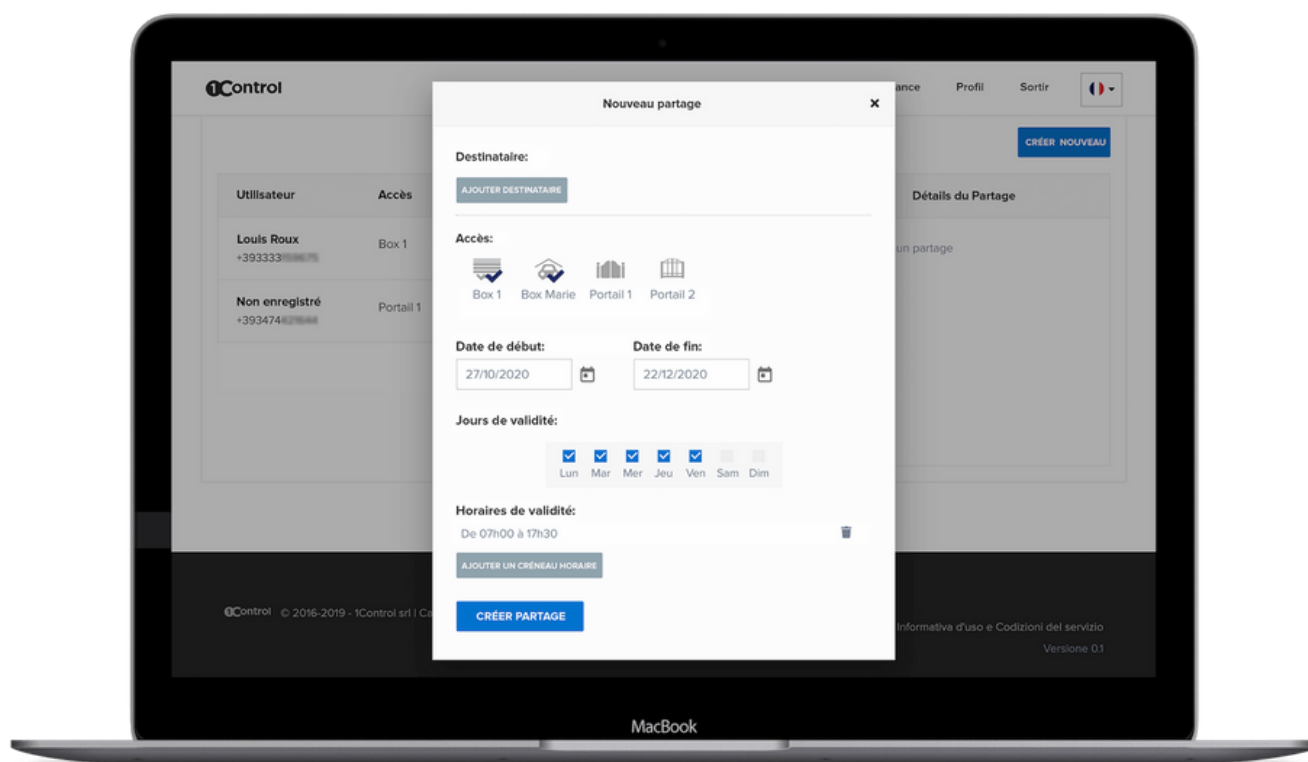 1Control
ance Profil Sortir
Nouveau partage
CRÉER NOUVEAU
Utilisateur Accès Détails du Partage
Louis Roux
+393333
Box 1
un partage
Non enregistré
+393474
Portail 1
Destinataire:
AJOUTER DESTINATAIRE
Accès:
Box 1 Box Marie Portail 1 Portail 2
Date de début: Date de fin:
27/10/2020 22/12/2020
Jours de validité:
Lun Mar Mer Jeu Ven Sam Dim
Horaires de validité:
De 07h00 à 17h30
AJOUTER UN CRÉNEAU HORAIRE
CRÉER PARTAGE
1Control © 2016-2019 - 1Control srl | Ca
Informativa d'uso e Codizioni del servizio
Versione 0.1
MacBook